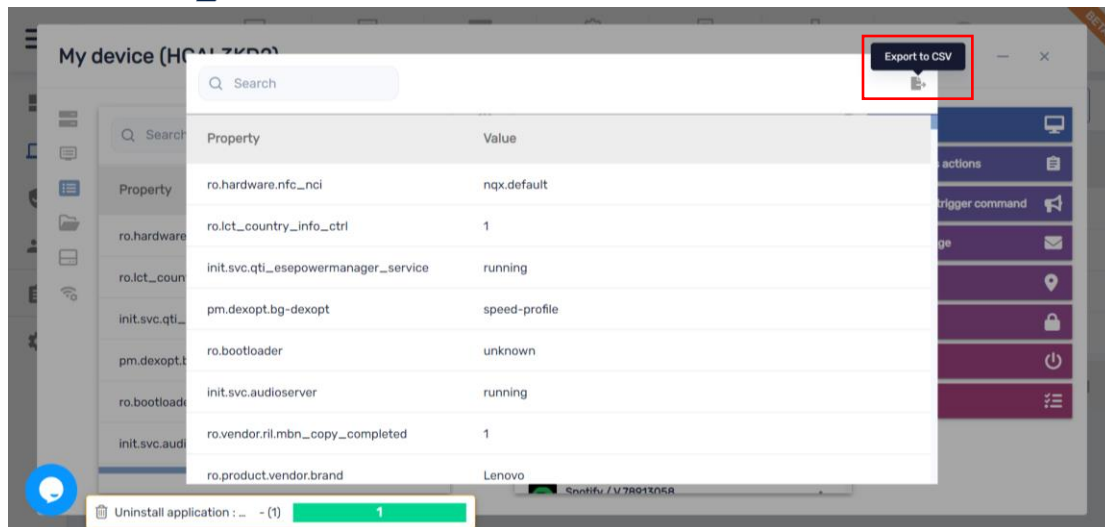 BETA
My device (H
Export to CSV
Search
Search
Property Value
Property
ro.hardware.nfc_nci nqx.default
ro.hardware
ro.lct_country_info_ctrl 1
ro.lct_coun
init.svc.qti_esepowermanager_service running
init.svc.qti_
pm.dexopt.bg-dexopt speed-profile
pm.dexopt.b
ro.bootloader unknown
ro.bootloade
init.svc.audioserver running
init.svc.audi
ro.vendor.ril.mbn_copy_completed 1
ro.product.vendor.brand Lenovo
actions
trigger command
ge
Spotify / V.78913058
Uninstall application : ... - (1) 1